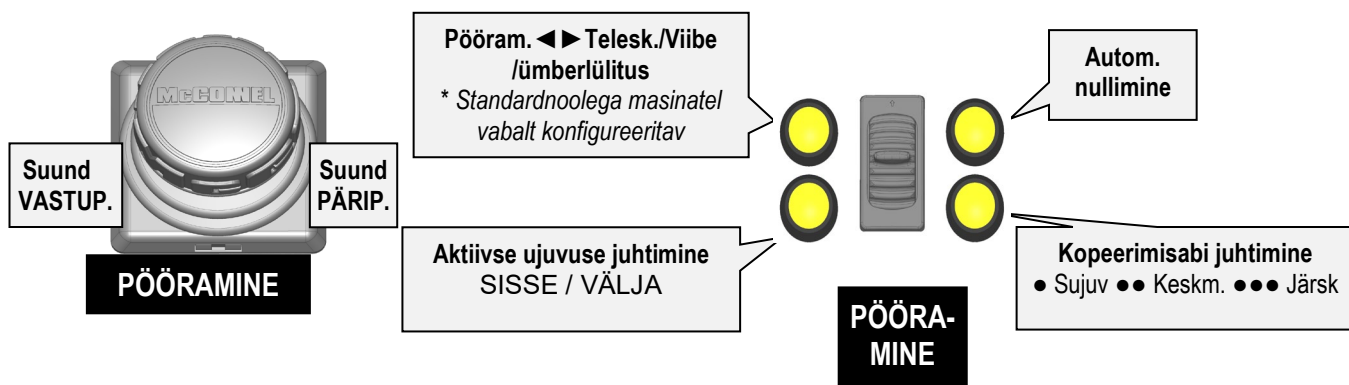 McCONNEL
Suund
VASTUP.
Suund
PÄRIP.
PÖÖRAMINE
Pööram.◄►Telesk./Viibe
/ümberlülitus
* Standardnoolega masinatel
vabalt konfigureeritav
Aktiivse ujuvuse juhtimine
SISSE / VÄLJA
Autom.
nullimine
Kopeerimisabi juhtimine
● Sujuv ●● Keskm. ●●● Järsk
PÖÖRA-
MINE